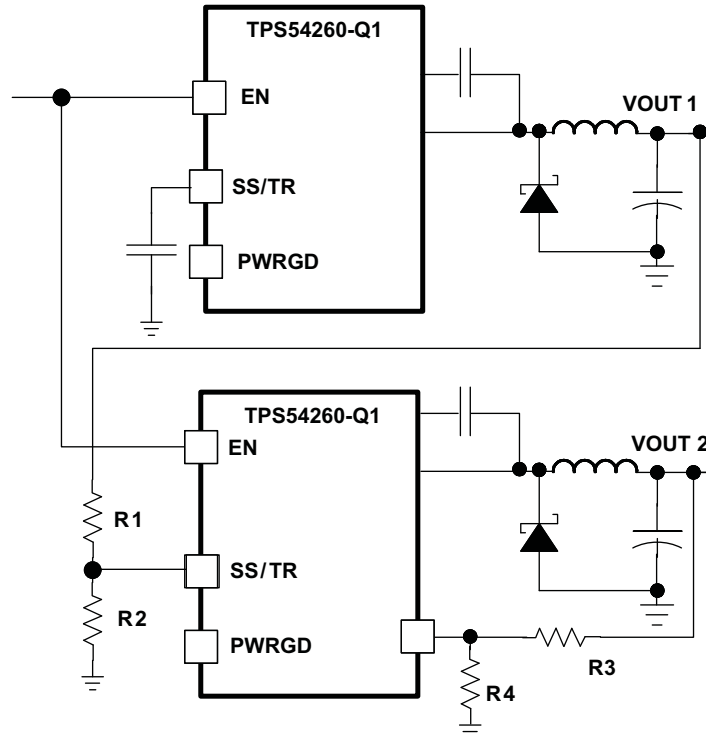 TPS54260-Q1
EN
VOUT 1
SS/TR
PWRGD
TPS54260-Q1
EN
VOUT 2
R1
SS/TR
R2
PWRGD
R3
R4